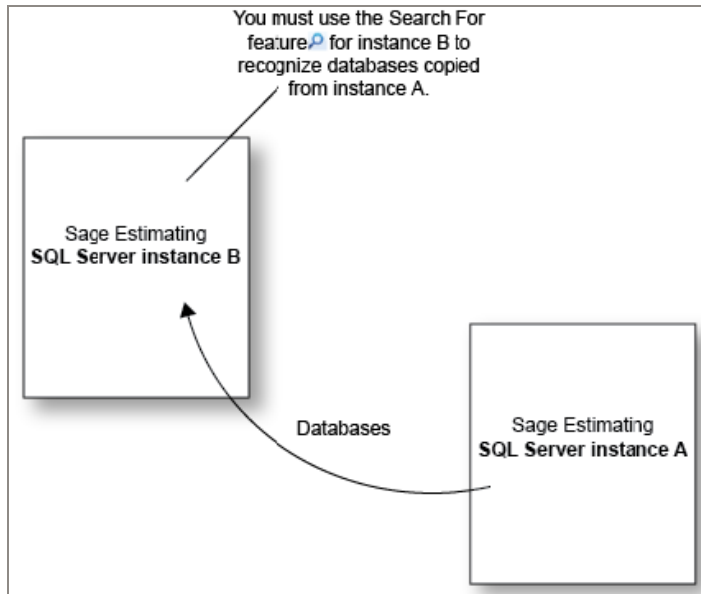 You must use the Search For
feature for instance B to
recognize databases copied
from instance A.
Sage Estimating
SQL Server instance B
Databases
Sage Estimating
SQL Server instance A